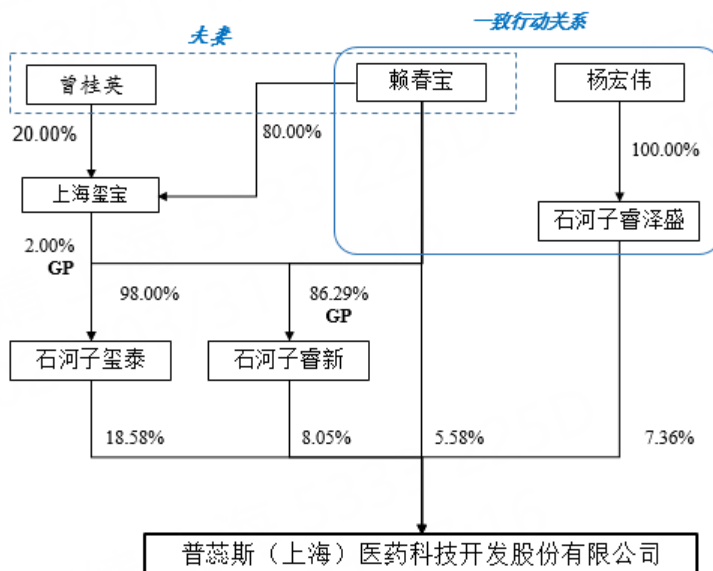 夫妻
一致行动关系
曾桂英
赖春宝
杨宏伟
20.00%
80.00%
100.00%
上海玺宝
石河子睿泽盛
2.00%
GP
98.00%
86.29%
GP
石河子玺泰
石河子睿新
18.58%
8.05%
5.58%
7.36%
普蕊斯（上海）医药科技开发股份有限公司